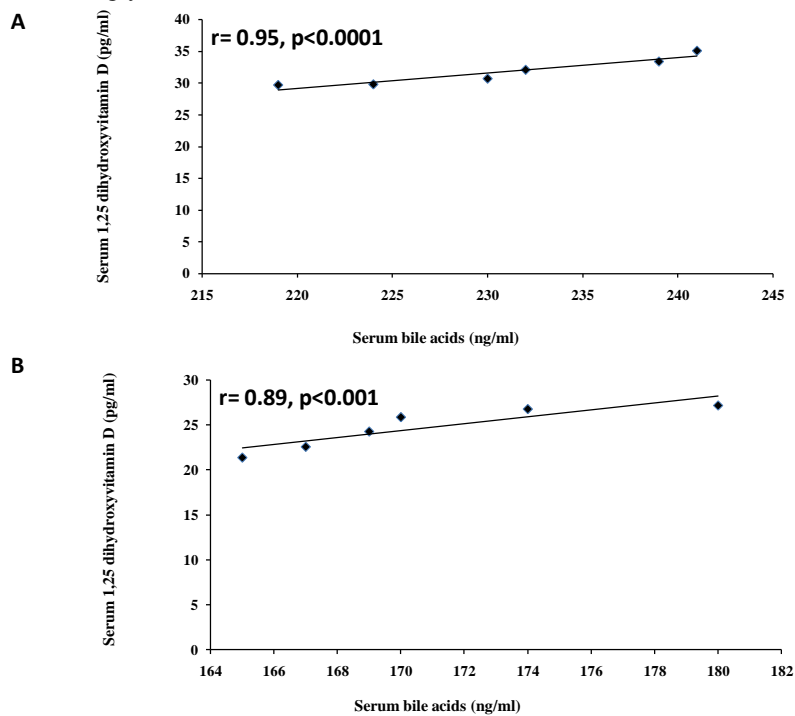 A
Serum 1,25 dihydroxyvitamin D (pg/ml)
r= 0.95, p<0.0001
40
35
30
25
20
15
10
5
0
215 220 225 230 235 240 245
Serum bile acids (ng/ml)
B
Serum 1,25 dihydroxyvitamin D (pg/ml)
r= 0.89, p<0.001
30
25
20
15
10
5
0
164 166 168 170 172 174 176 178 180 182
Serum bile acids (ng/ml)